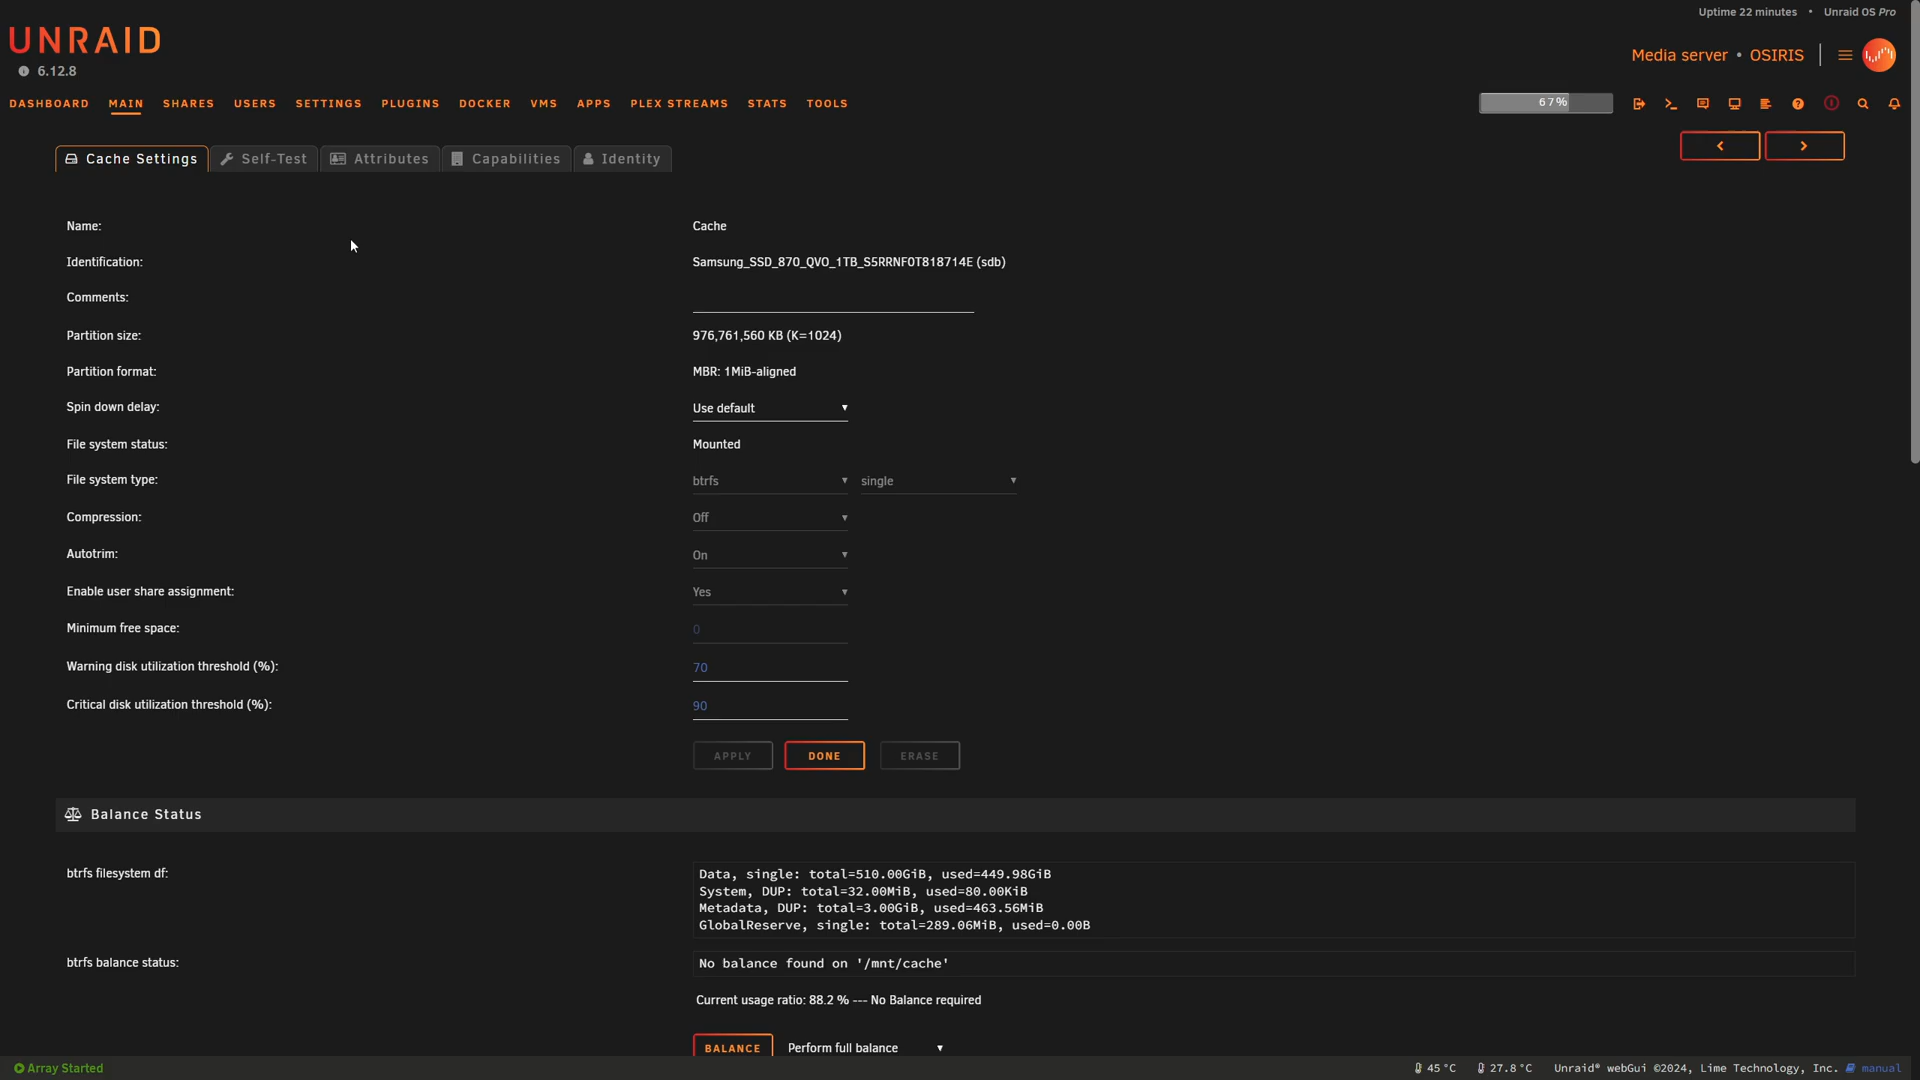 Uptime 22 minutes • Unraid OS Pro
UNRAID
6.12.8
Media server • OSIRIS
DASHBOARD MAIN SHARES USERS SETTINGS PLUGINS DOCKER VMS APPS PLEX STREAMS STATS TOOLS
67%
Cache Settings Self-Test Attributes Capabilities Identity
Name: Cache
Identification: Samsung_SSD_870_QVO_1TB_S5RRNF0T818714E (sdb)
Comments:
Partition size: 976,761,560 KB (K=1024)
Partition format: MBR: 1MiB-aligned
Spin down delay: Use default
File system status: Mounted
File system type: btrfs single
Compression: Off
Autotrim: On
Enable user share assignment: Yes
Minimum free space: 0
Warning disk utilization threshold (%): 70
Critical disk utilization threshold (%): 90
APPLY DONE ERASE
Balance Status
btrfs filesystem df:
Data, single: total=510.00GiB, used=449.98GiB
System, DUP: total=32.00MiB, used=80.00KiB
Metadata, DUP: total=3.00GiB, used=463.56MiB
GlobalReserve, single: total=289.06MiB, used=0.00B
btrfs balance status: No balance found on '/mnt/cache'
Current usage ratio: 88.2 % --- No Balance required
BALANCE Perform full balance
Array Started
45 °C 27.8 °C Unraid® webGui ©2024, Lime Technology, Inc. manual